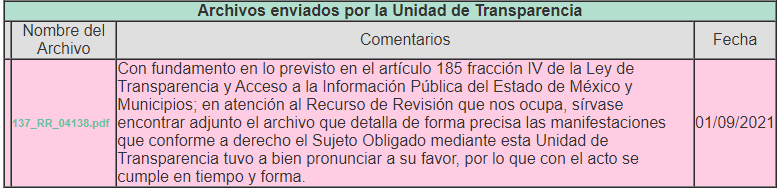 Archivos enviados por la Unidad de Transparencia
Nombre del
Archivo
Comentarios
Fecha
137_RR_04138.pdf
Con fundamento en lo previsto en el artículo 185 fracción IV de la Ley de
Transparencia y Acceso a la Información Pública del Estado de México y
Municipios; en atención al Recurso de Revisión que nos ocupa, sírvase
encontrar adjunto el archivo que detalla de forma precisa las manifestaciones
que conforme a derecho el Sujeto Obligado mediante esta Unidad de
Transparencia tuvo a bien pronunciar a su favor, por lo que con el acto se
cumple en tiempo y forma.
01/09/2021